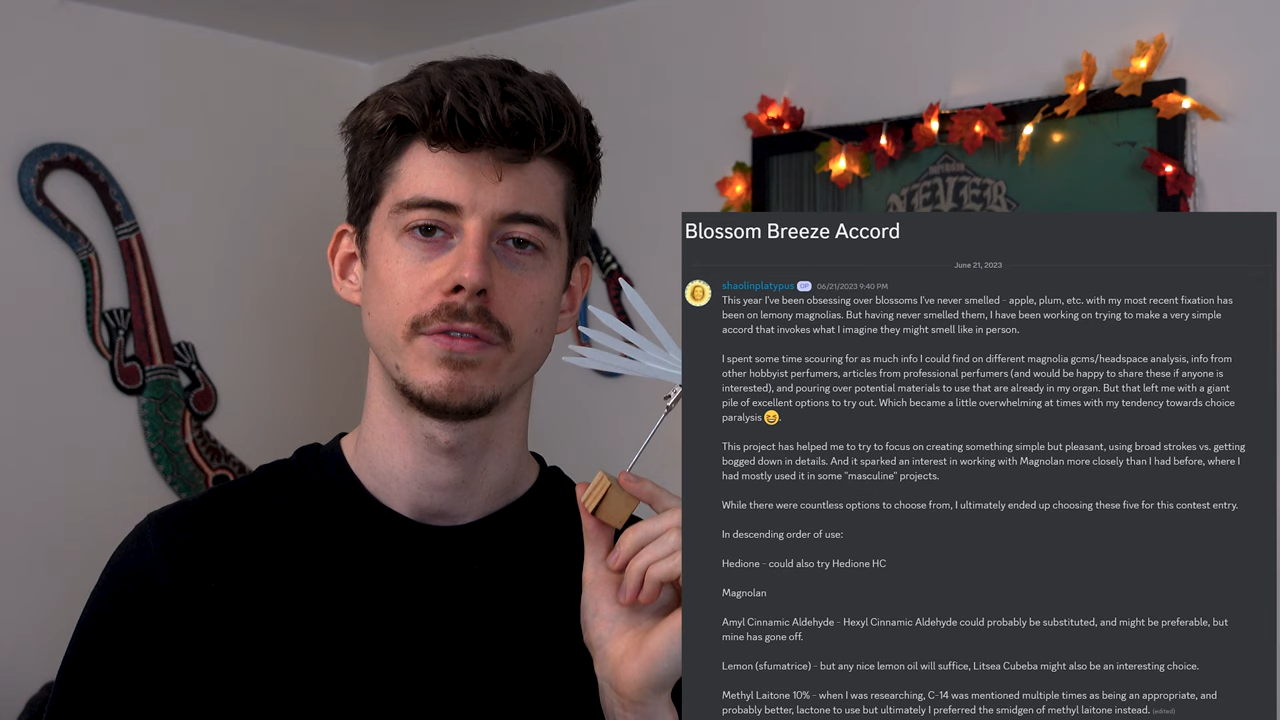 NEVER
Blossom Breeze Accord
June 21, 2023
shaolinplatypus OP 06/21/2023 9:40 PM
This year I've been obsessing over blossoms I've never smelled - apple, plum, etc. with my most recent fixation has
been on lemony magnolias. But having never smelled them, I have been working on trying to make a very simple
accord that invokes what I imagine they might smell like in person.
I spent some time scouring for as much info I could find on different magnolia gcms/headspace analysis, info from
other hobbyist perfumers, articles from professional perfumers (and would be happy to share these if anyone is
interested), and pouring over potential materials to use that are already in my organ. But that left me with a giant
pile of excellent options to try out. Which became a little overwhelming at times with my tendency towards choice
paralysis 😆.
This project has helped me to try to focus on creating something simple but pleasant, using broad strokes vs. getting
bogged down in details. And it sparked an interest in working with Magnolan more closely than I had before, where I
had mostly used it in some "masculine" projects.
While there were countless options to choose from, I ultimately ended up choosing these five for this contest entry.
In descending order of use:
Hedione - could also try Hedione HC
Magnolan
Amyl Cinnamic Aldehyde - Hexyl Cinnamic Aldehyde could probably be substituted, and might be preferable, but
mine has gone off.
Lemon (sfumatrice) - but any nice lemon oil will suffice, Litsea Cubeba might also be an interesting choice.
Methyl Laitone 10% - when I was researching, C-14 was mentioned multiple times as being an appropriate, and
probably better, lactone to use but ultimately I preferred the smidgen of methyl laitone instead. (edited)